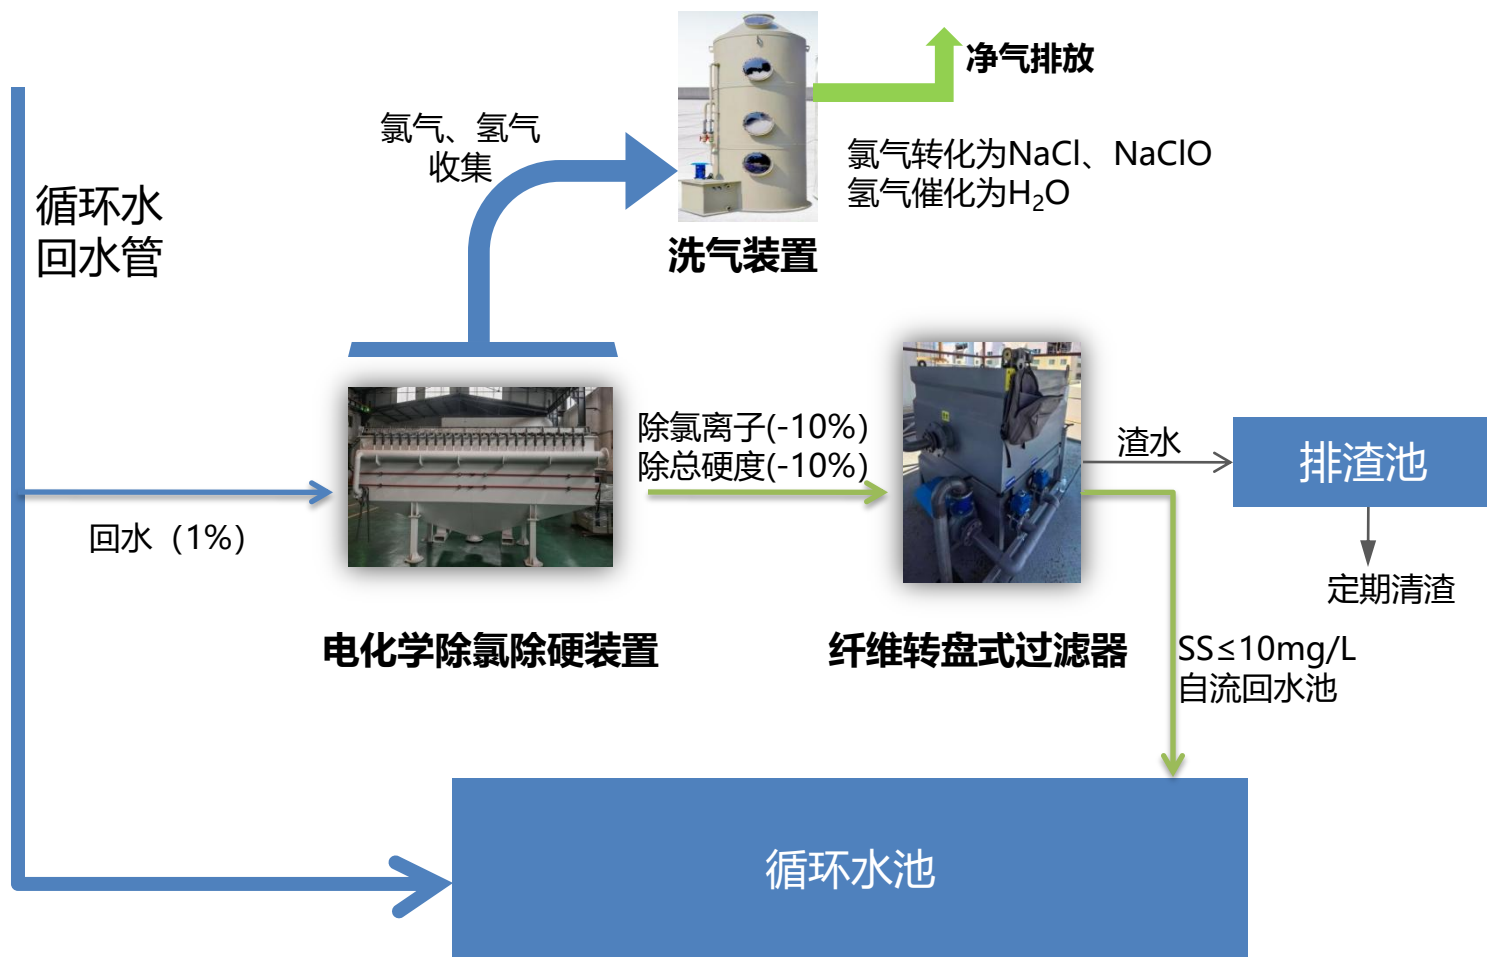 净气排放
氯气、氢气
收集
氯气转化为NaCl、NaClO
氢气催化为H₂O
循环水
回水管
洗气装置
除氯离子(-10%)
除总硬度(-10%)
渣水
排渣池
回水（1%）
定期清渣
电化学除氯除硬装置
纤维转盘式过滤器
SS≤10mg/L
自流回水池
循环水池